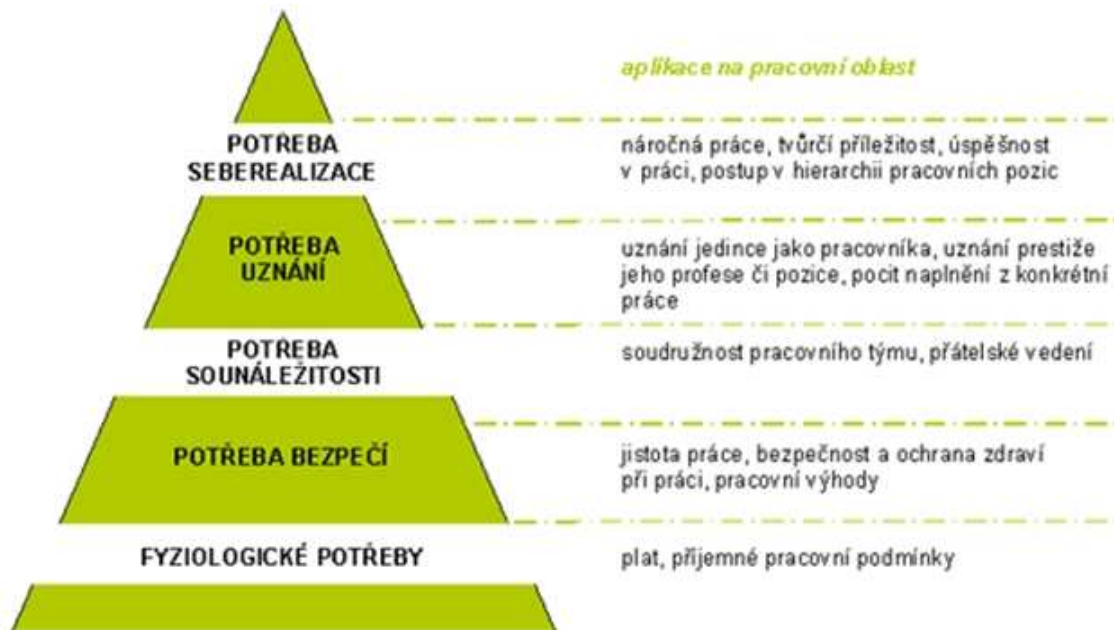 aplikace na pracovní oblast
POTŘEBA
SEBEREALIZACE
náročná práce, tvůrčí příležitost, úspěšnost
v práci, postup v hierarchii pracovních pozic
POTŘEBA
UZNÁNÍ
uznání jedince jako pracovníka, uznání prestiže
jeho profese či pozice, pocit naplnění z konkrétní
práce
POTŘEBA
SOUNÁLEŽITOSTI
soudružnost pracovního týmu, přátelské vedení
POTŘEBA BEZPEČÍ
jistota práce, bezpečnost a ochrana zdraví
při práci, pracovní výhody
FYZIOLOGICKÉ POTŘEBY
plat, příjemné pracovní podmínky